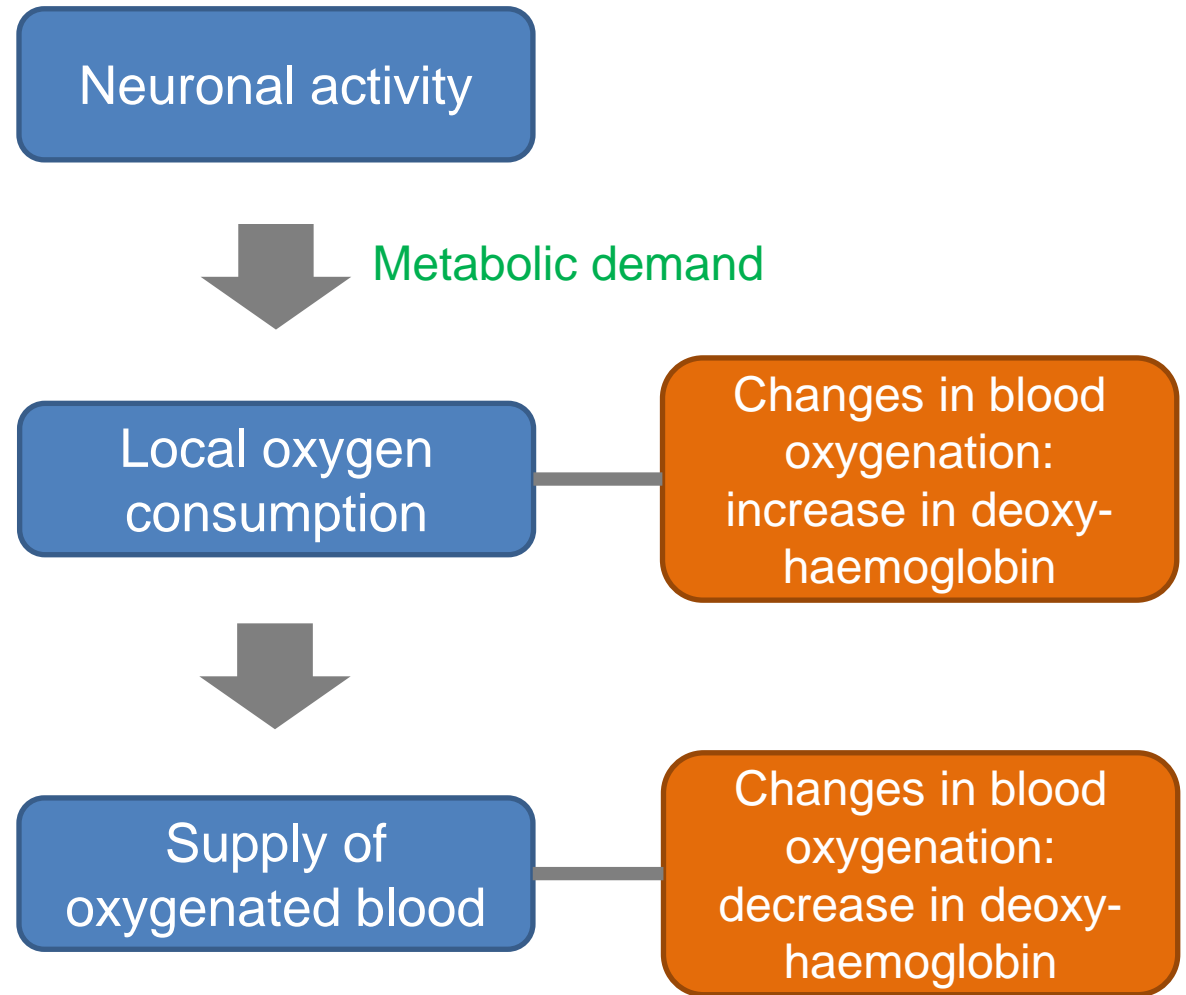 Neuronal activity
Metabolic demand
Local oxygen
consumption
Changes in blood
oxygenation:
increase in deoxy-
haemoglobin
Supply of
oxygenated blood
Changes in blood
oxygenation:
decrease in deoxy-
haemoglobin